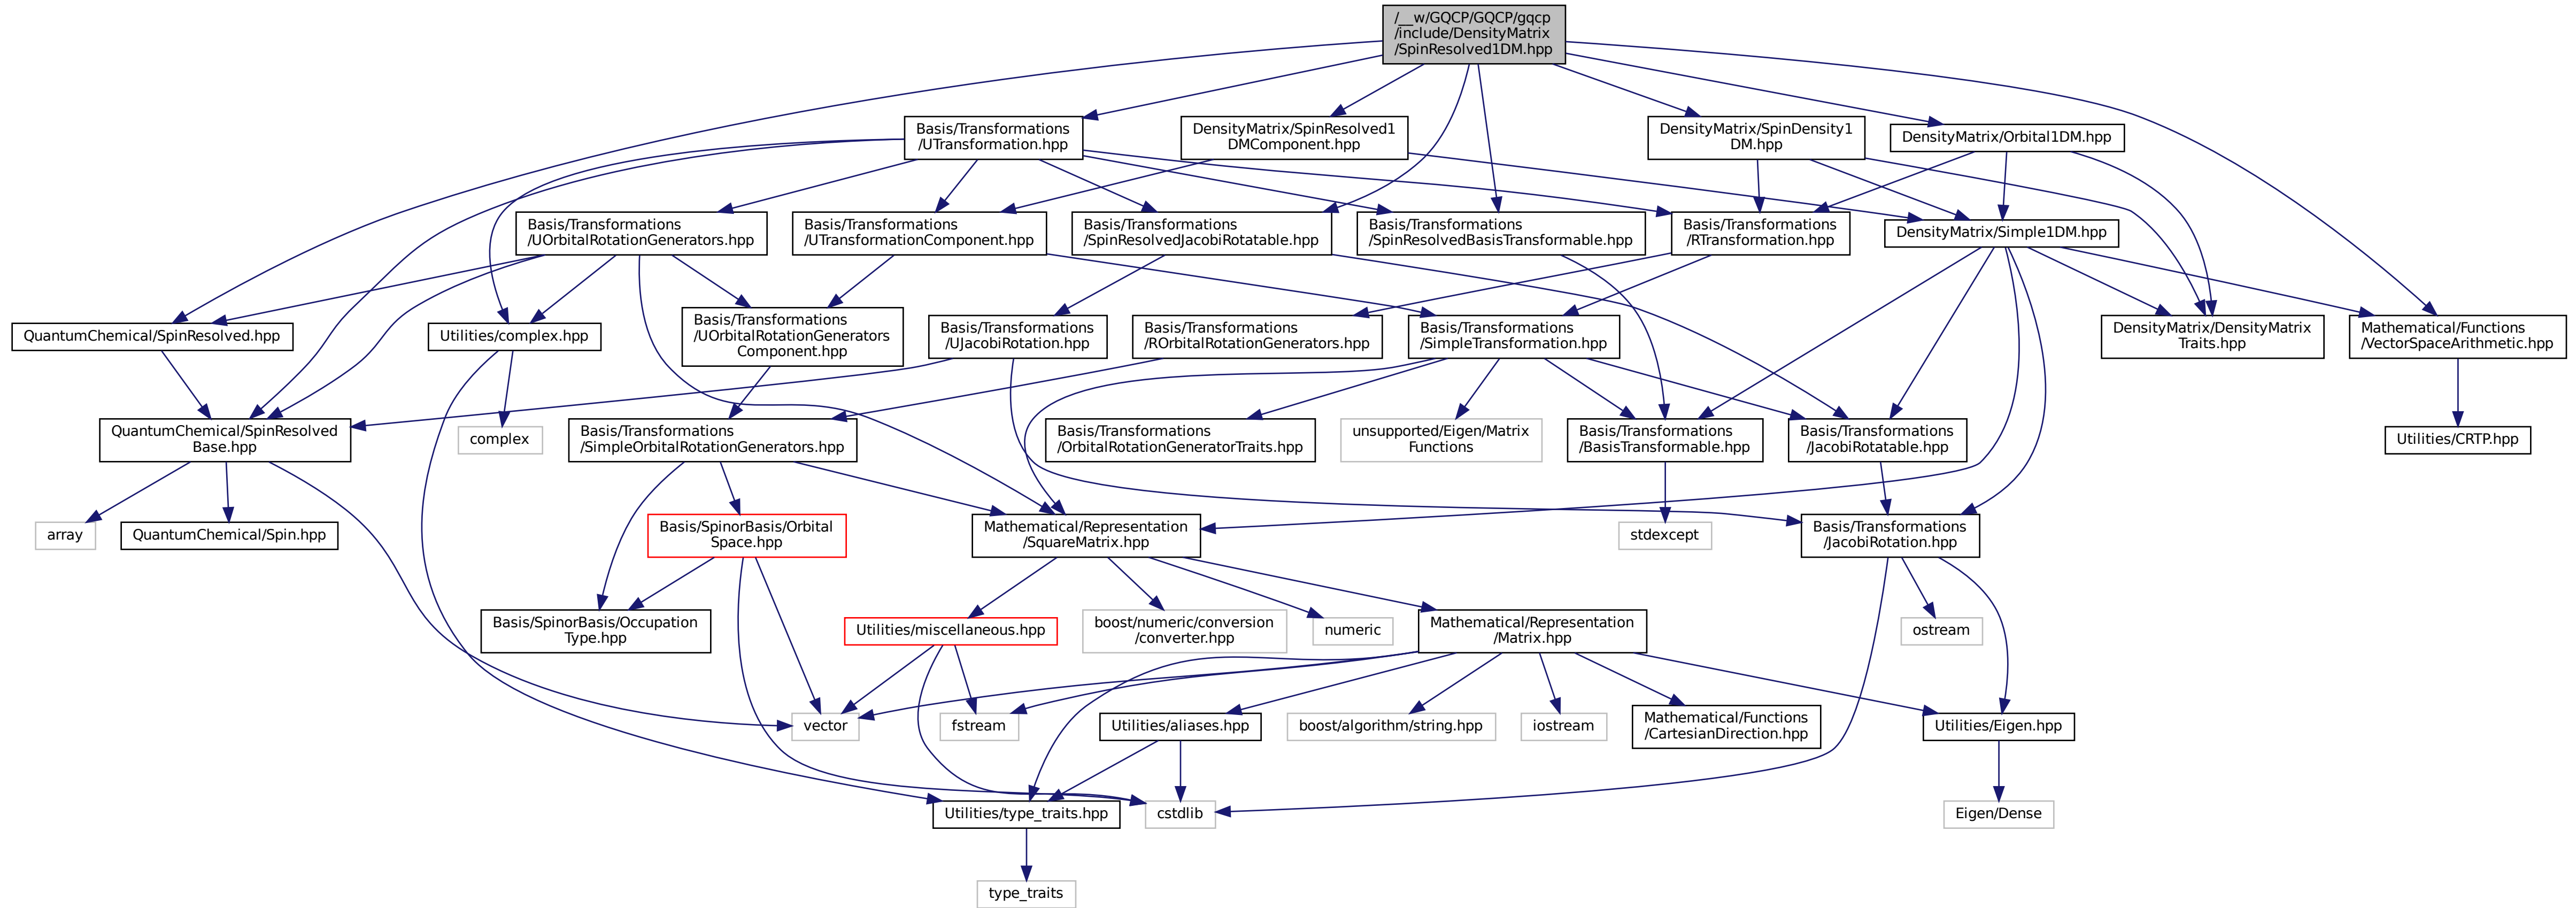 /__w/GQCP/GQCP/gqcp
/include/DensityMatrix
/SpinResolved1DM.hpp
Basis/Transformations
/UTransformation.hpp
DensityMatrix/SpinResolved1
DMComponent.hpp
DensityMatrix/SpinDensity1
DM.hpp
DensityMatrix/Orbital1DM.hpp
Basis/Transformations
/UOrbitalRotationGenerators.hpp
Basis/Transformations
/UTransformationComponent.hpp
Basis/Transformations
/SpinResolvedJacobiRotatable.hpp
Basis/Transformations
/SpinResolvedBasisTransformable.hpp
Basis/Transformations
/RTransformation.hpp
DensityMatrix/Simple1DM.hpp
QuantumChemical/SpinResolved.hpp
Utilities/complex.hpp
Basis/Transformations
/UOrbitalRotationGenerators
Component.hpp
Basis/Transformations
/UJacobiRotation.hpp
Basis/Transformations
/ROrbitalRotationGenerators.hpp
Basis/Transformations
/SimpleTransformation.hpp
DensityMatrix/DensityMatrix
Traits.hpp
Mathematical/Functions
/VectorSpaceArithmetic.hpp
QuantumChemical/SpinResolved
Base.hpp
complex
Basis/Transformations
/SimpleOrbitalRotationGenerators.hpp
Basis/Transformations
/OrbitalRotationGeneratorTraits.hpp
unsupported/Eigen/Matrix
Functions
Basis/Transformations
/BasisTransformable.hpp
Basis/Transformations
/JacobiRotatable.hpp
Utilities/CRTP.hpp
array
QuantumChemical/Spin.hpp
Basis/SpinorBasis/Orbital
Space.hpp
Mathematical/Representation
/SquareMatrix.hpp
stdexcept
Basis/Transformations
/JacobiRotation.hpp
Basis/SpinorBasis/Occupation
Type.hpp
Utilities/miscellaneous.hpp
boost/numeric/conversion
/converter.hpp
numeric
Mathematical/Representation
/Matrix.hpp
ostream
vector
fstream
Utilities/aliases.hpp
boost/algorithm/string.hpp
iostream
Mathematical/Functions
/CartesianDirection.hpp
Utilities/Eigen.hpp
Utilities/type_traits.hpp
cstdlib
Eigen/Dense
type_traits